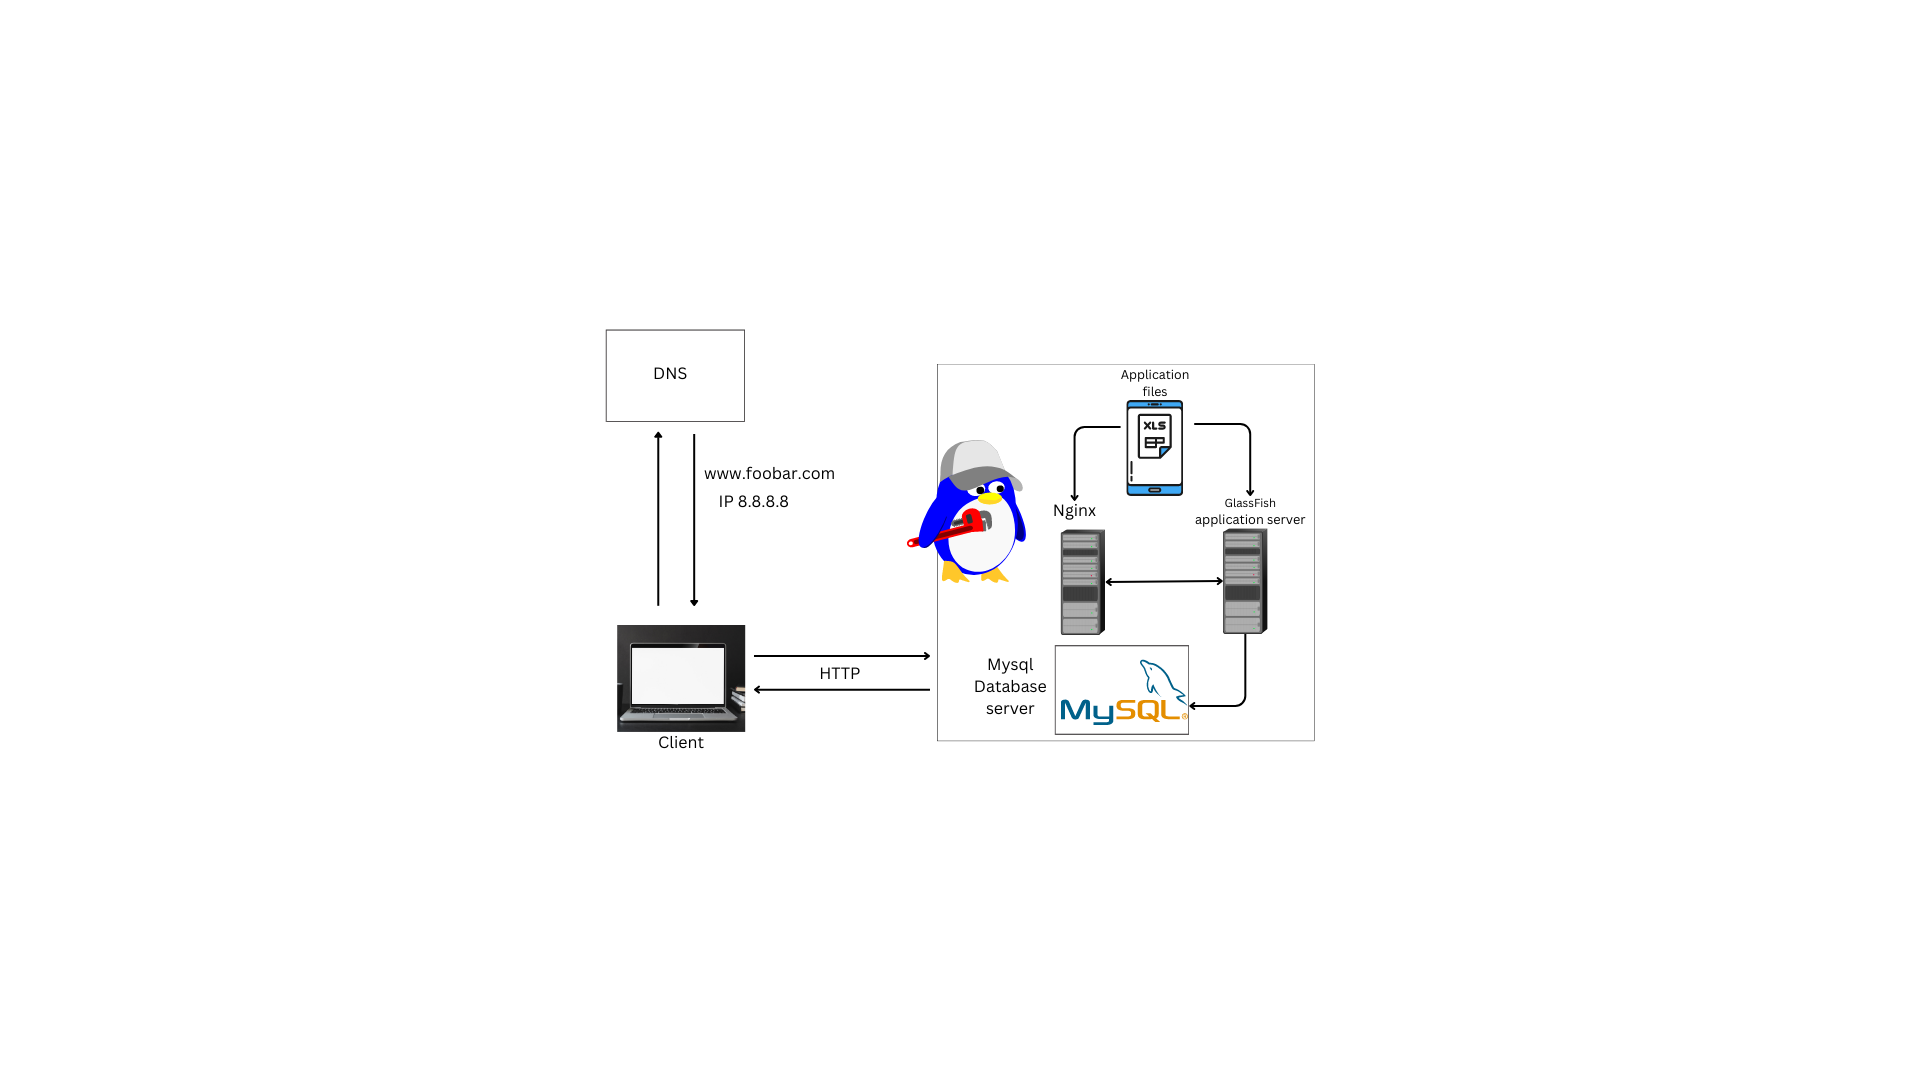 DNS
www.foobar.com
IP 8.8.8.8
Client
HTTP
Application
files
XLS
Nginx
GlassFish
application server
Mysql
Database
server
MySQL®